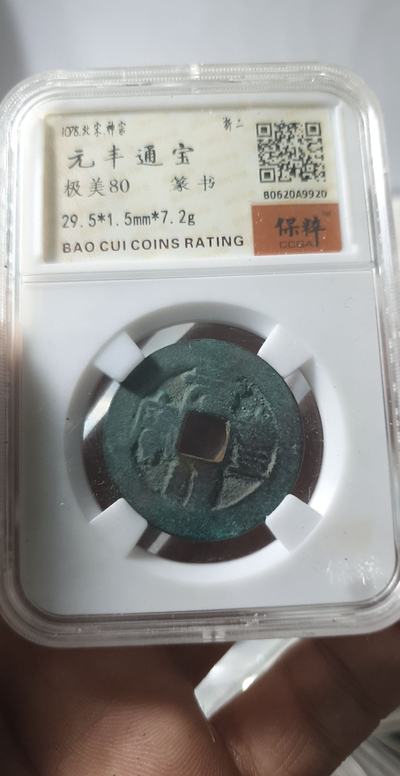 1078.北宋.神宗 折二
元丰通宝
极美80 篆书
B0620A9920
29.5*1.5mm*7.2g
保粹
CCGA
BAO CUI COINS RATING